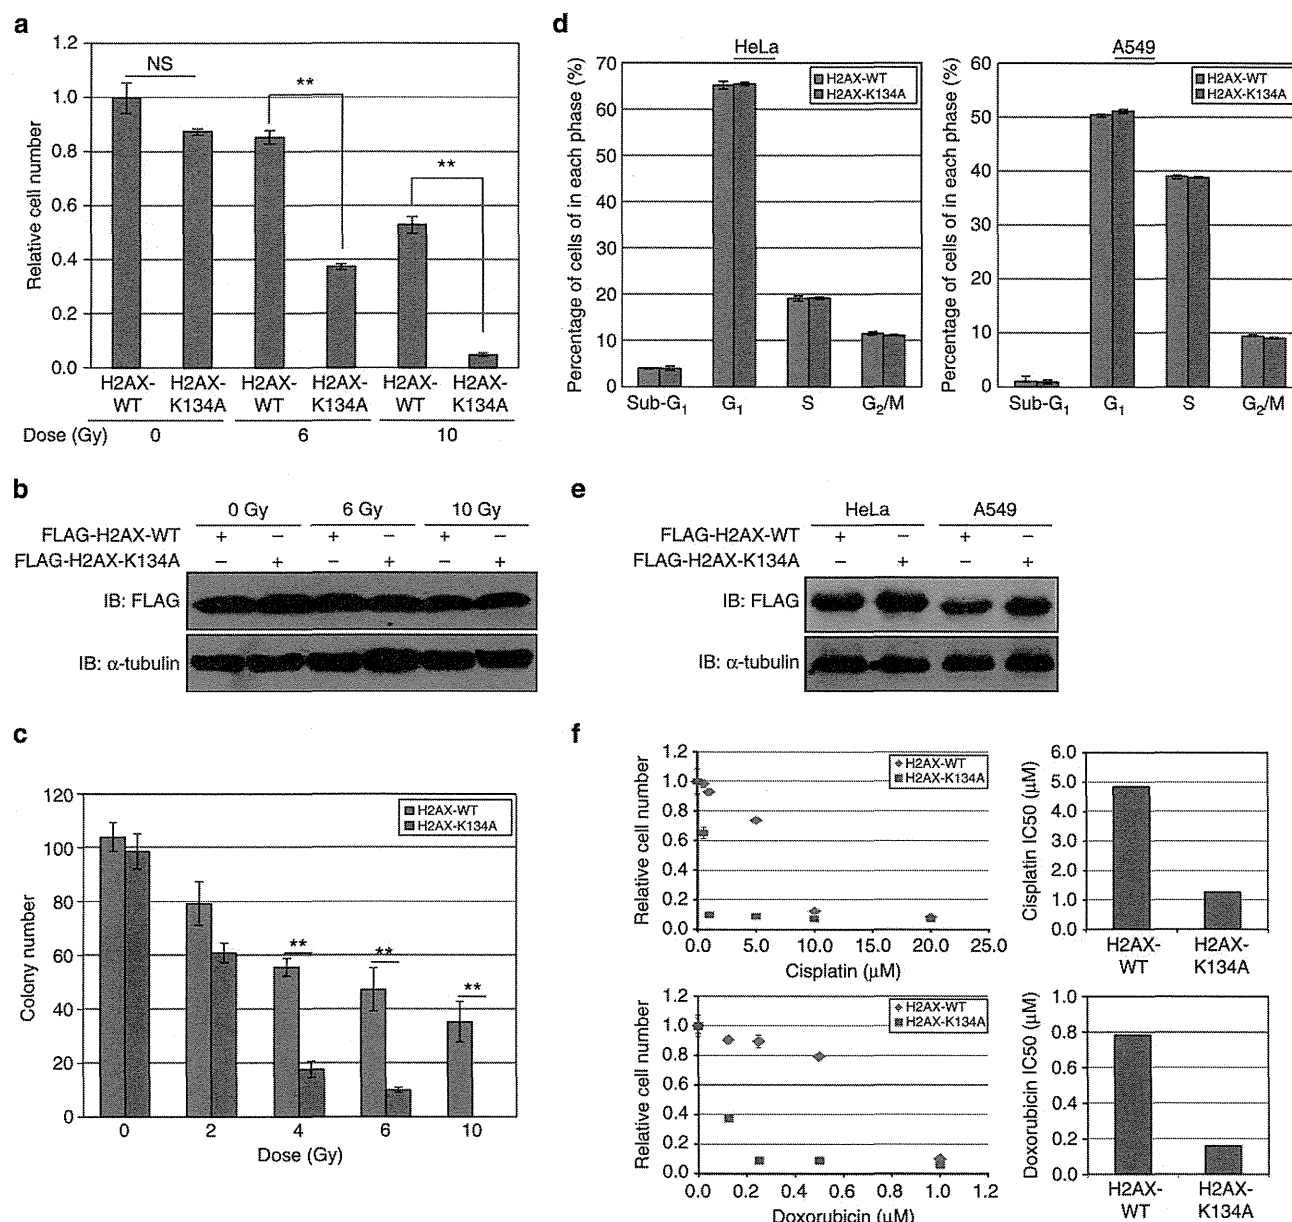 a
1.2
1.0
0.8
0.6
0.4
0.2
0.0
Relative cell number
NS
**
**
H2AX-WT
H2AX-K134A
H2AX-WT
H2AX-K134A
H2AX-WT
H2AX-K134A
Dose (Gy)
0
6
10
b
0 Gy
6 Gy
10 Gy
FLAG-H2AX-WT + – + – + –
FLAG-H2AX-K134A – + – + – +
IB: FLAG
IB: α-tubulin
c
120
100
80
60
40
20
0
Colony number
H2AX-WT
H2AX-K134A
**
**
**
0 2 4 6 10
Dose (Gy)
d
HeLa
70
60
50
40
30
20
10
0
Percentage of cells of in each phase (%)
H2AX-WT
H2AX-K134A
Sub-G1 G1 S G2/M
A549
60
50
40
30
20
10
0
Percentage of cells of in each phase (%)
H2AX-WT
H2AX-K134A
Sub-G1 G1 S G2/M
e
HeLa
A549
FLAG-H2AX-WT + – + –
FLAG-H2AX-K134A – + – +
IB: FLAG
IB: α-tubulin
f
1.2
1.0
0.8
0.6
0.4
0.2
0.0
Relative cell number
H2AX-WT
H2AX-K134A
0.0 5.0 10.0 15.0 20.0 25.0
Cisplatin (μM)
6.0
5.0
4.0
3.0
2.0
1.0
0.0
Cisplatin IC50 (μM)
H2AX-WT
H2AX-K134A
1.2
1.0
0.8
0.6
0.4
0.2
0.0
Relative cell number
H2AX-WT
H2AX-K134A
0.0 0.2 0.4 0.6 0.8 1.0 1.2
Doxorubicin (μM)
1.0
0.8
0.6
0.4
0.2
0
Doxorubicin IC50 (μM)
H2AX-WT
H2AX-K134A